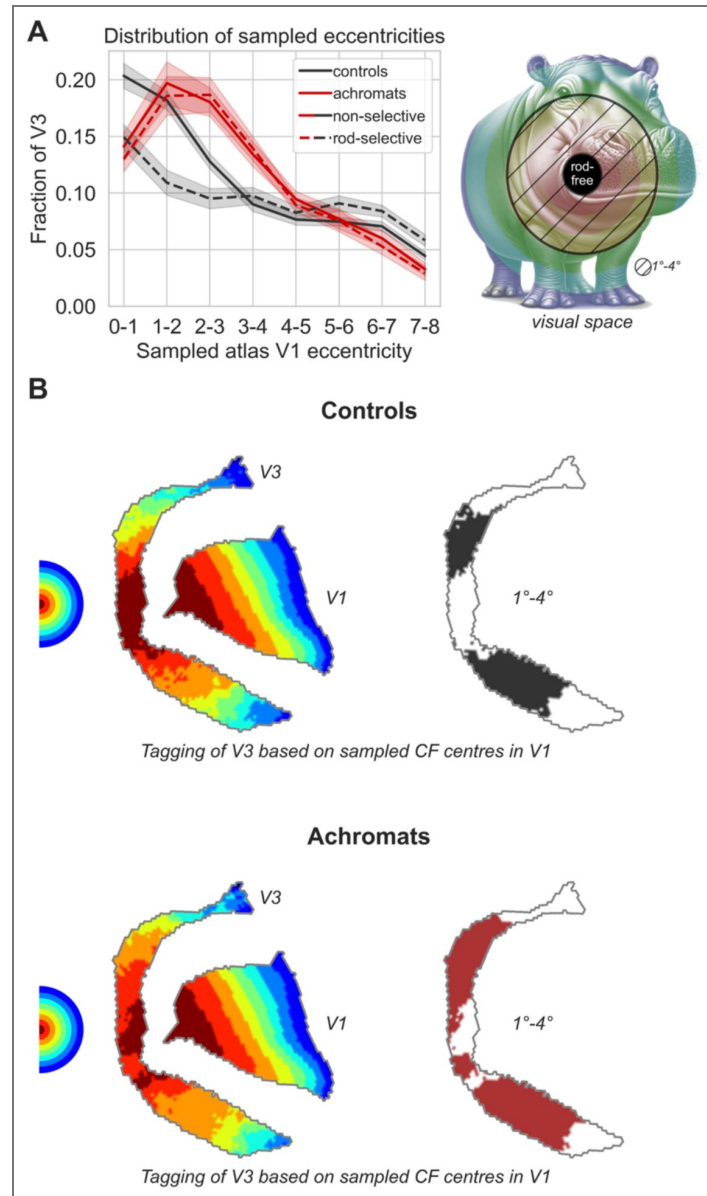 A
Distribution of sampled eccentricities
controls
achromats
non-selective
rod-selective
0.20
0.15
0.10
0.05
0.00
Fraction of V3
0-1 1-2 2-3 3-4 4-5 5-6 6-7 7-8
Sampled atlas V1 eccentricity
rod-
free
1°-4°
visual space
B
Controls
V3
V1
1°-4°
Tagging of V3 based on sampled CF centres in V1
Achromats
V3
V1
1°-4°
Tagging of V3 based on sampled CF centres in V1